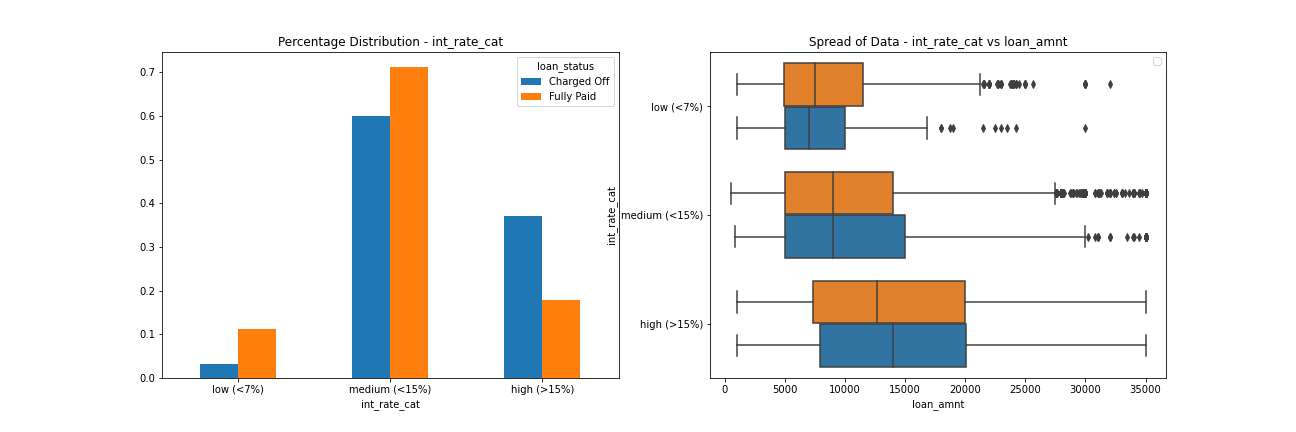 Percentage Distribution - int_rate_cat
loan_status
Charged Off
Fully Paid
0.7
0.6
0.5
0.4
0.3
0.2
0.1
0.0
low (<7%)
medium (<15%)
high (>15%)
int_rate_cat
Spread of Data - int_rate_cat vs loan_amnt
int_rate_cat
low (<7%)
medium (<15%)
high (>15%)
0
5000
10000
15000
20000
25000
30000
35000
loan_amnt